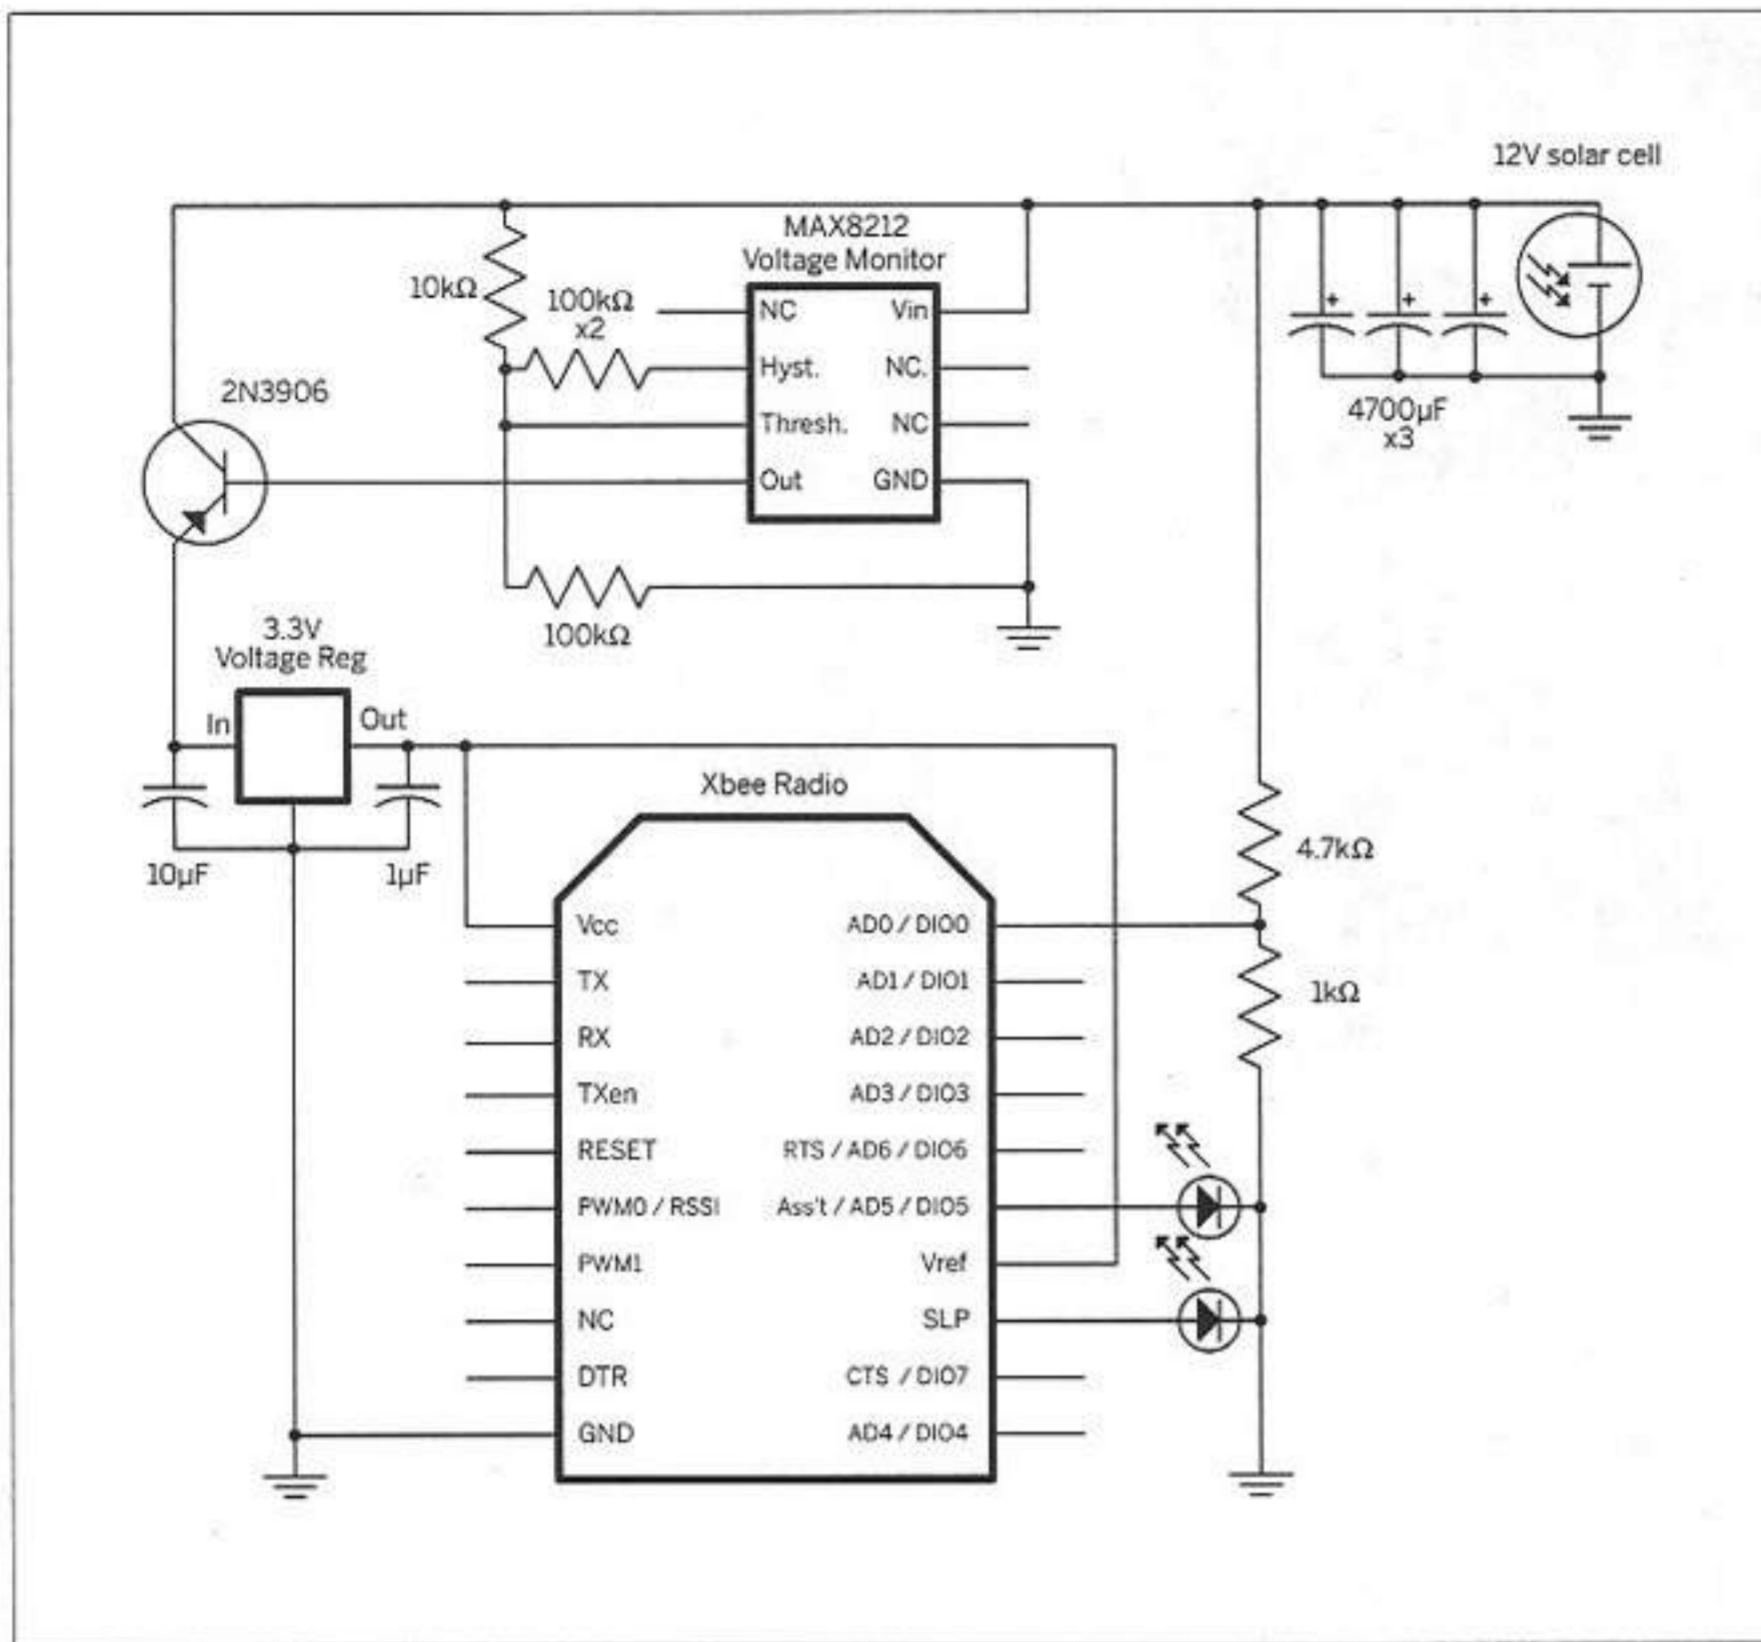 12V solar cell
MAX8212
Voltage Monitor
10kΩ
100kΩ
x2
NC
Vin
Hyst.
NC.
Thresh.
NC
Out
GND
+
+
+
4700µF
x3
2N3906
100kΩ
3.3V
Voltage Reg
In
Out
10µF
1µF
Xbee Radio
Vcc
TX
RX
TXen
RESET
PWM0 / RSSI
PWM1
NC
DTR
GND
AD0 / DIO0
AD1 / DIO1
AD2 / DIO2
AD3 / DIO3
RTS / AD6 / DIO6
Ass't / AD5 / DIO5
Vref
SLP
CTS / DIO7
AD4 / DIO4
4.7kΩ
1kΩ